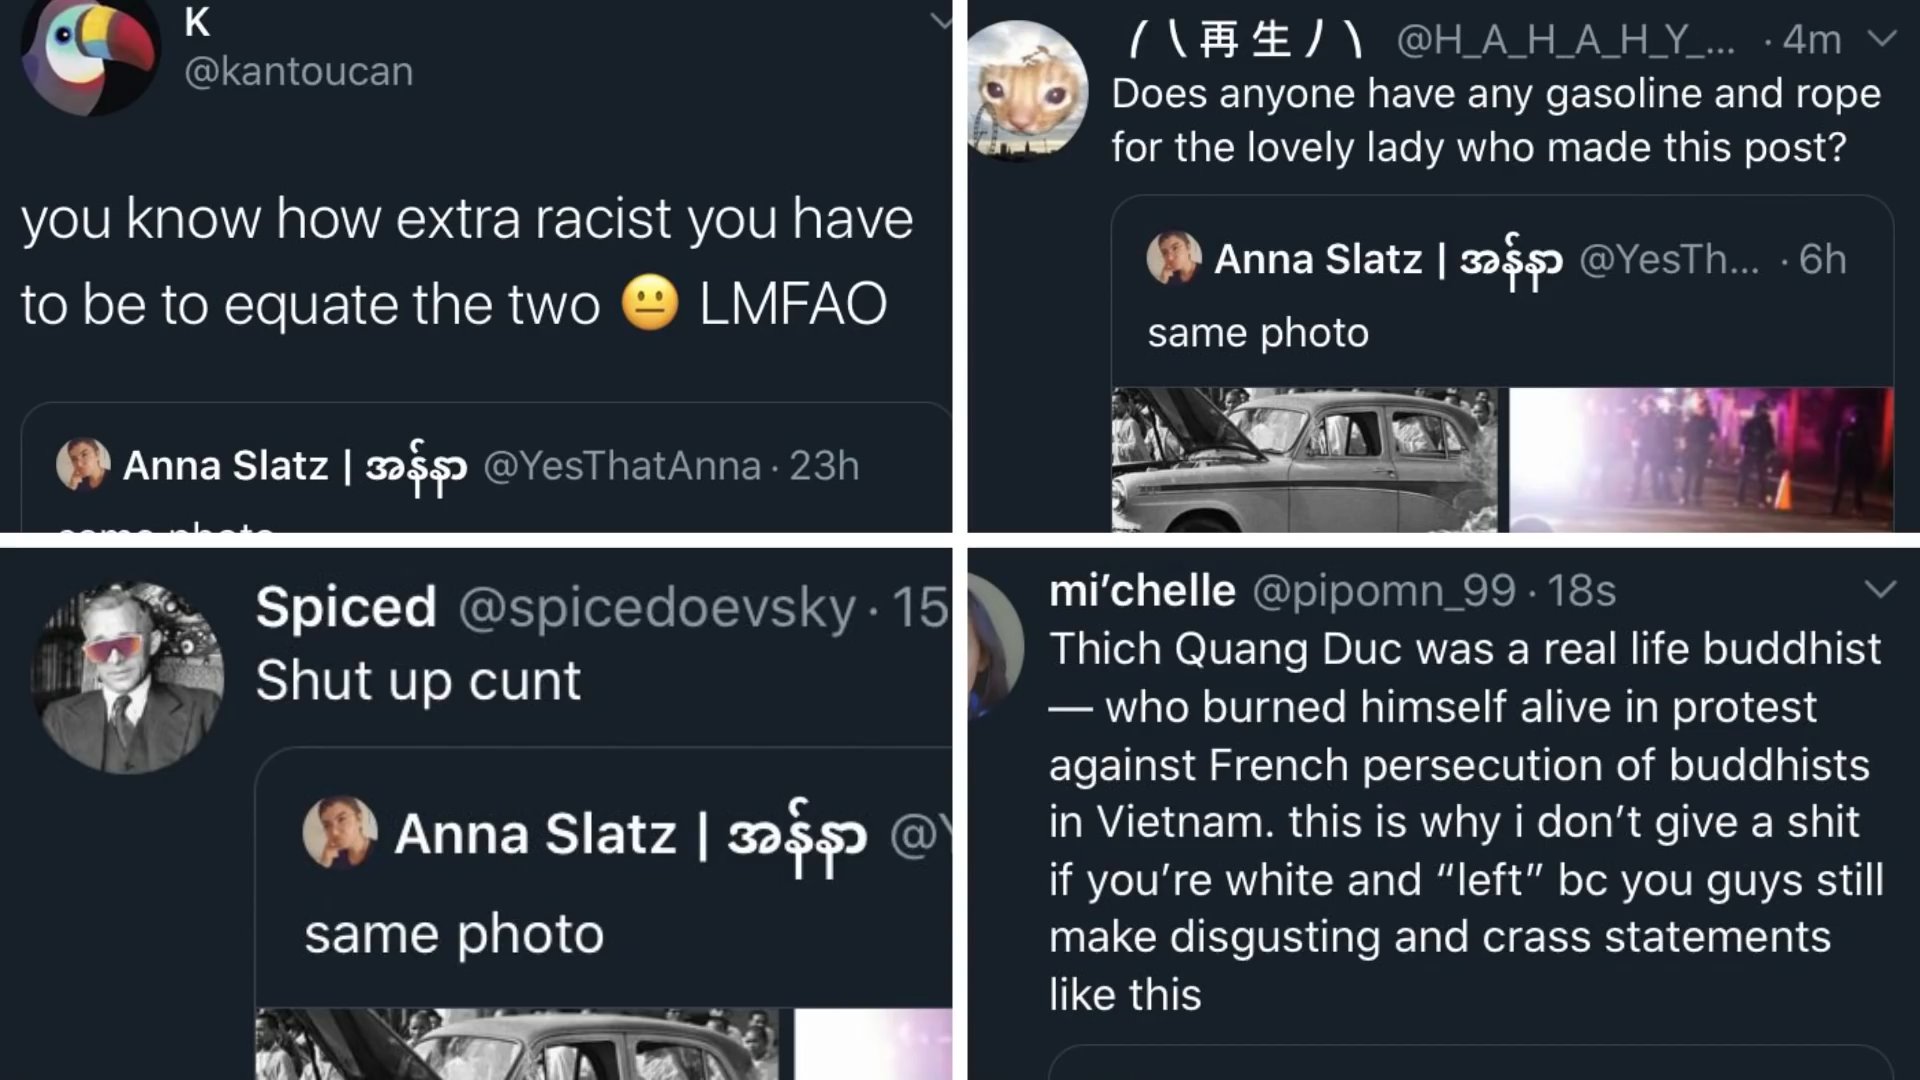 K
@kantoucan
you know how extra racist you have
to be to equate the two 😐 LMFAO
Anna Slatz | အန်နာ @YesThatAnna · 23h
same photo
再生 @H_A_H_A_H_Y_... · 4m
Does anyone have any gasoline and rope
for the lovely lady who made this post?
Anna Slatz | အန်နာ @YesTh... · 6h
same photo
Spiced @spicedoevsky · 15
Shut up cunt
Anna Slatz | အန်နာ @Y
same photo
mi’chelle @pipomn_99 · 18s
Thich Quang Duc was a real life buddhist
— who burned himself alive in protest
against French persecution of buddhists
in Vietnam. this is why i don’t give a shit
if you’re white and “left” bc you guys still
make disgusting and crass statements
like this